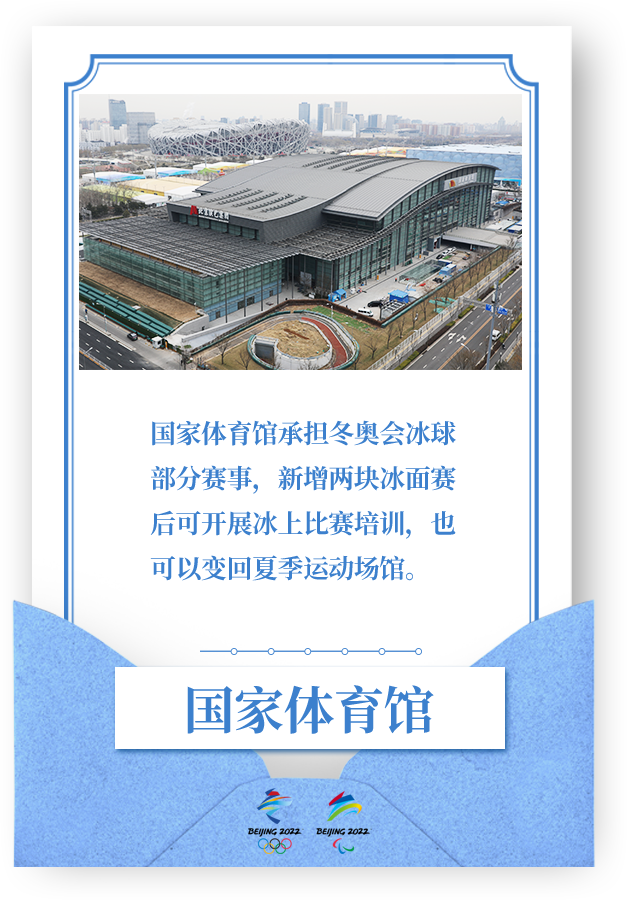 国家体育馆承担冬奥会冰球
部分赛事，新增两块冰面赛
后可开展冰上比赛培训，也
可以变回夏季运动场馆。
国家体育馆
BEIJING 2022 BEIJING 2022